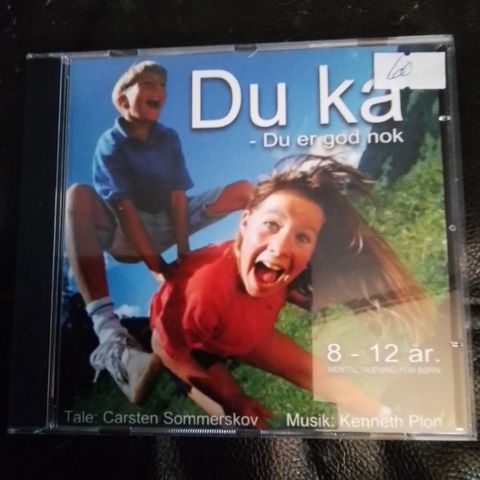 Du ka
60
- Du er god nok
8 - 12 år.
MENTALTRÆNING FOR BØRN
Tale: Carsten Sommerskov
Musik: Kenneth Plon